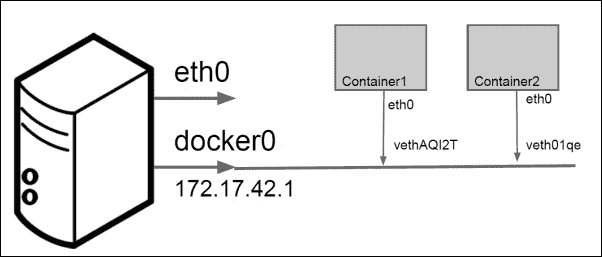 eth0
docker0
172.17.42.1
Container1
eth0
vethAQI2T
Container2
eth0
veth01qe